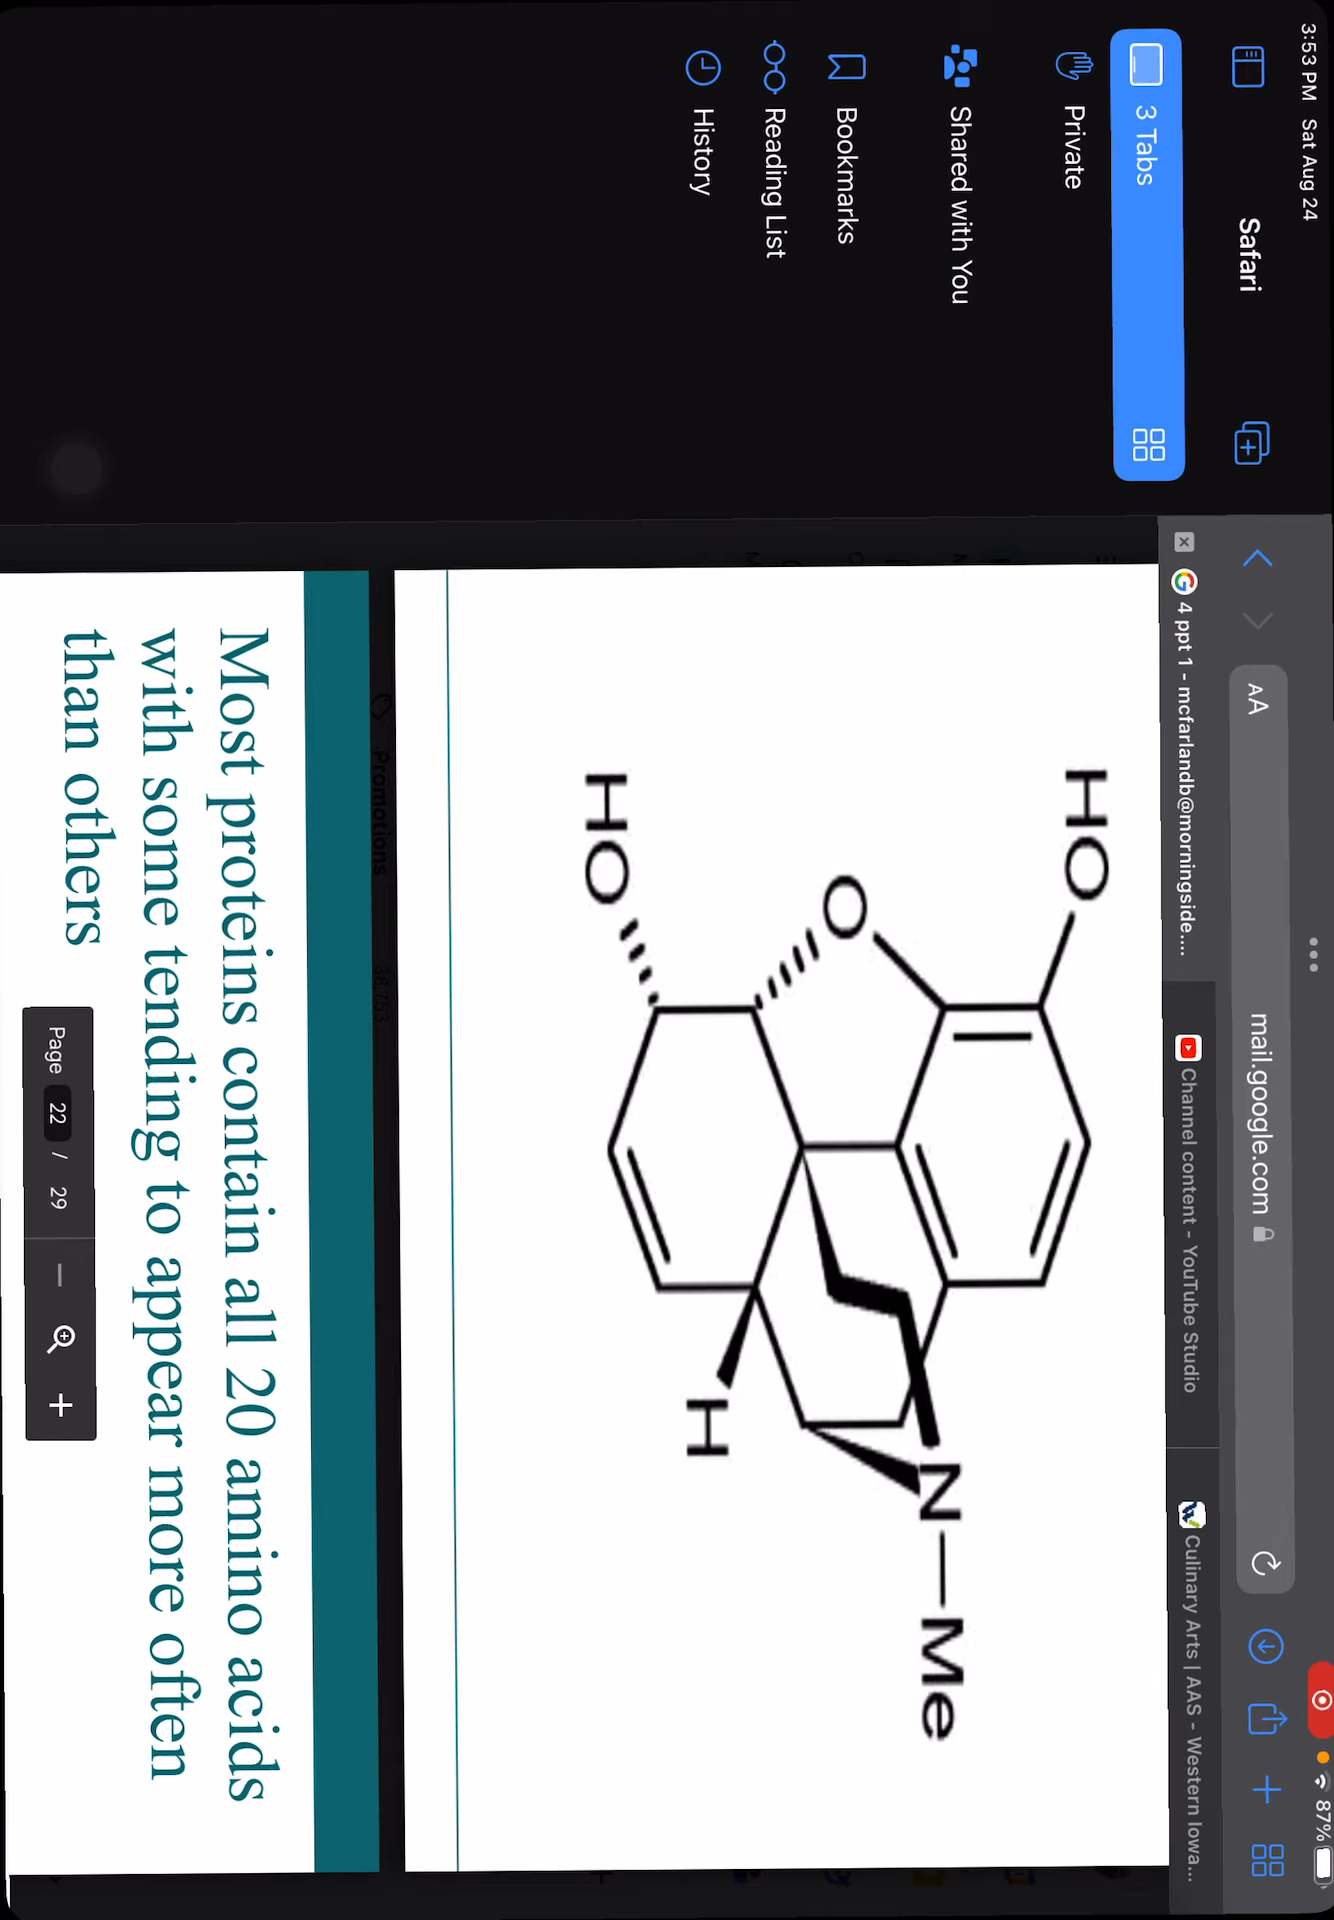 3:53 PM Sat Aug 24
87%
Safari
3 Tabs
Private
Shared with You
Bookmarks
Reading List
History
AA
mail.google.com
4 ppt 1 - mcfarlandb@morningside....
Channel content - YouTube Studio
Culinary Arts | AAS - Western Iowa...
HO
O
HO
N—Me
H
Promotions
Most proteins contain all 20 amino acids
with some tending to appear more often
than others
Page 22 / 29